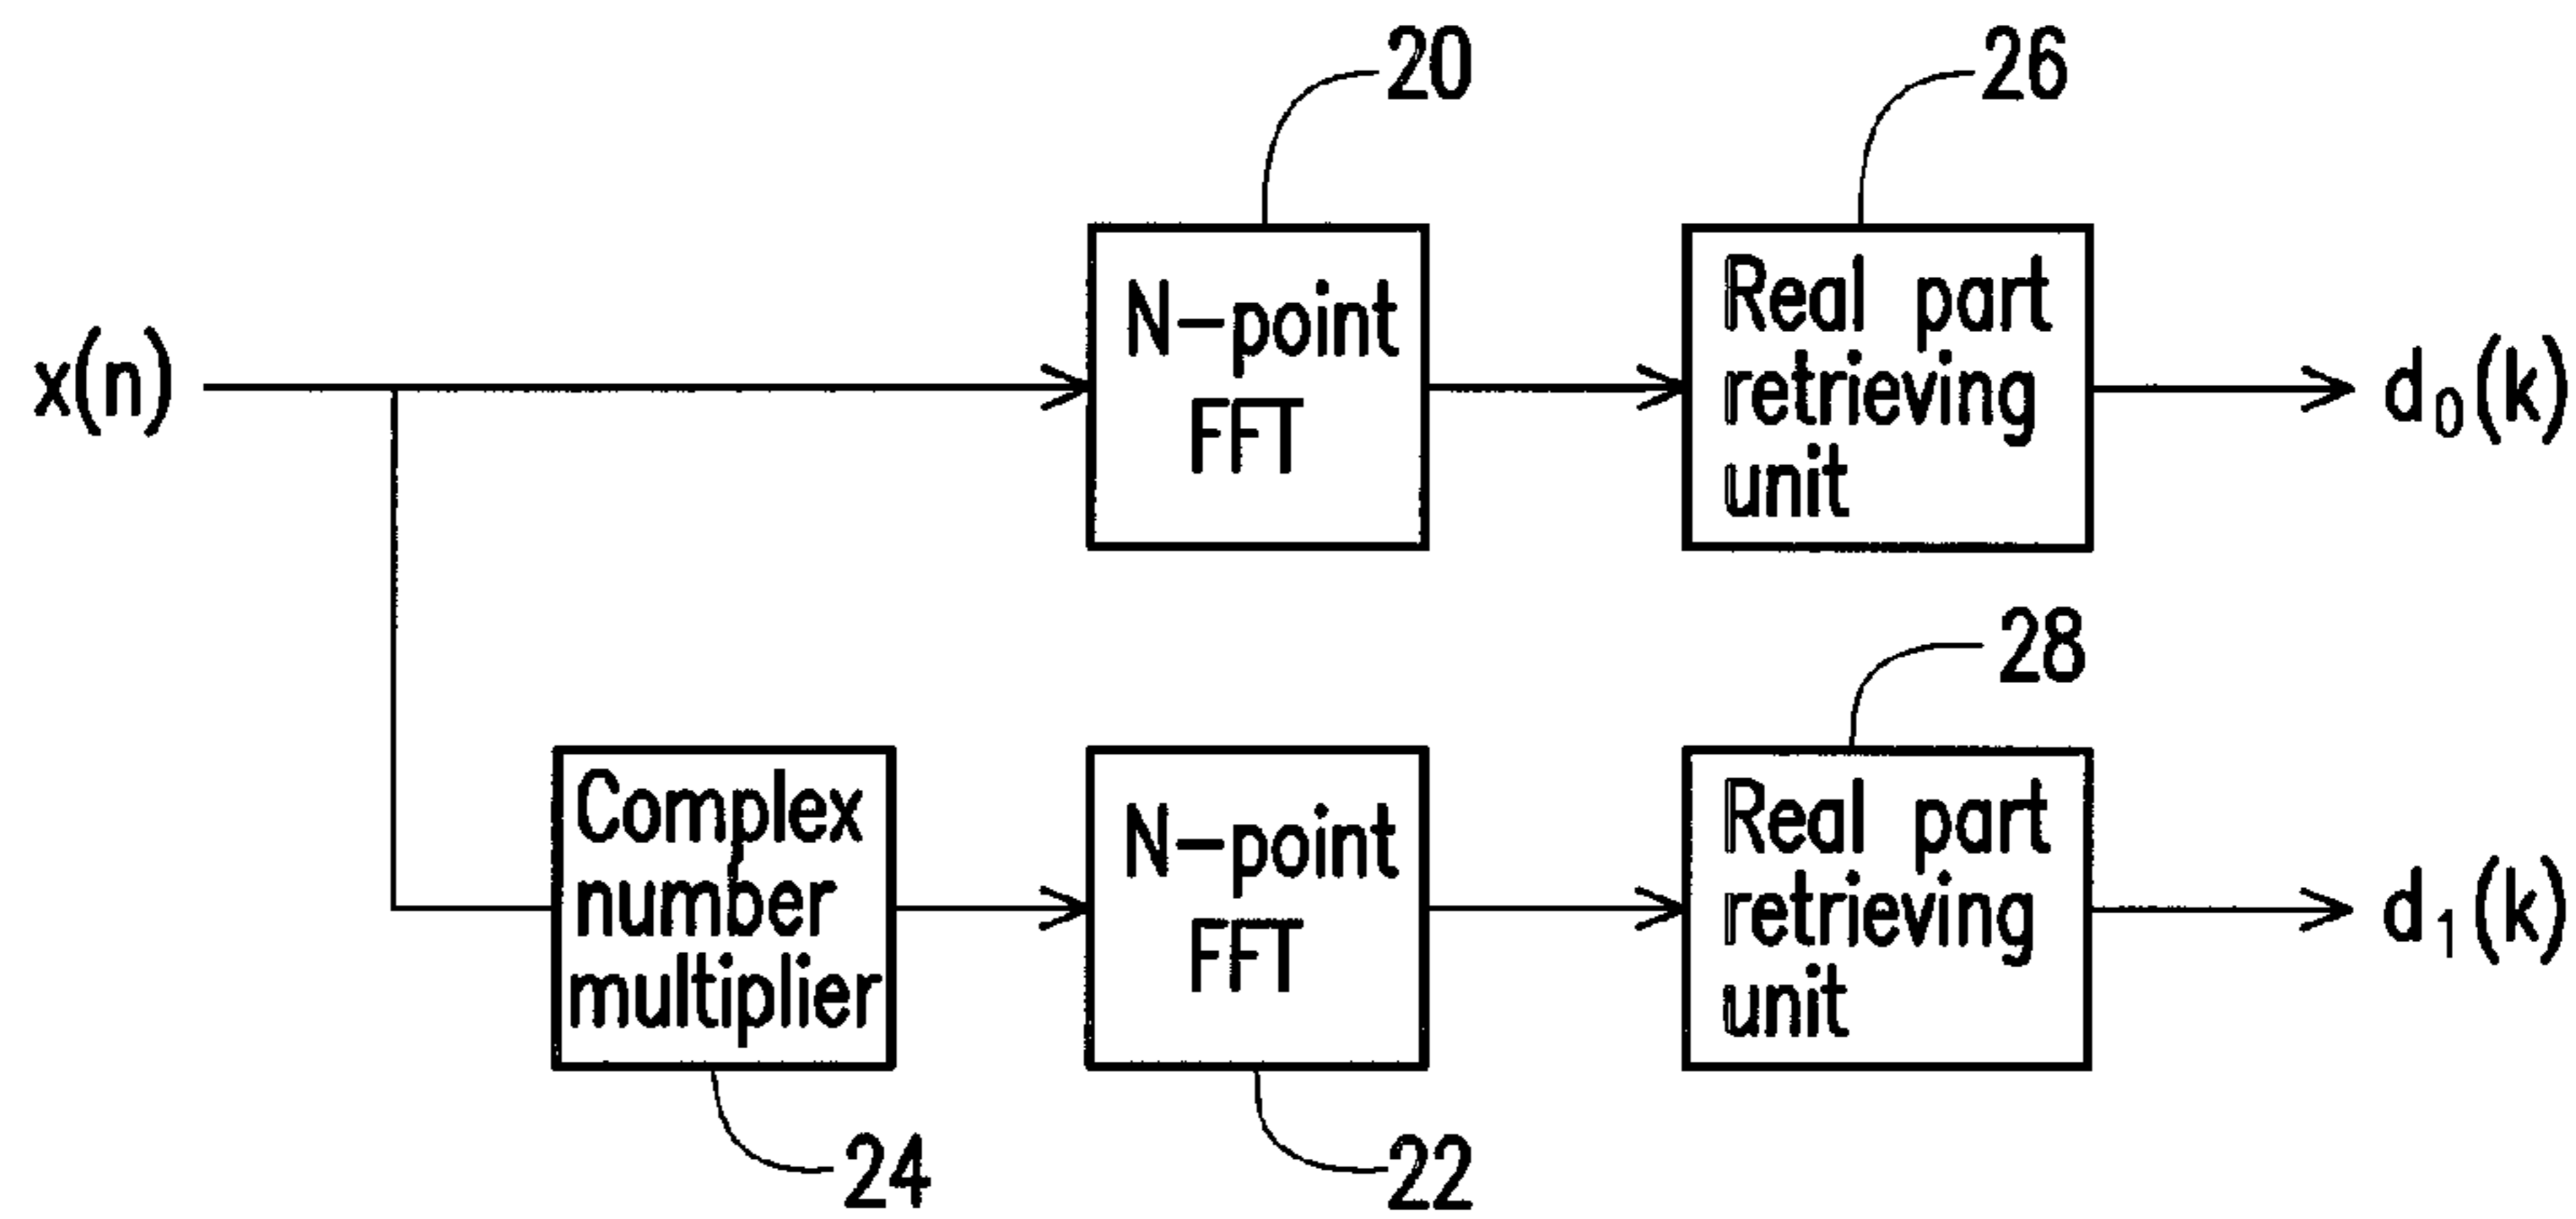 20
26
x(n)
N-point
FFT
Real part
retrieving
unit
d₀(k)
28
Complex
number
multiplier
N-point
FFT
Real part
retrieving
unit
d₁(k)
24
22